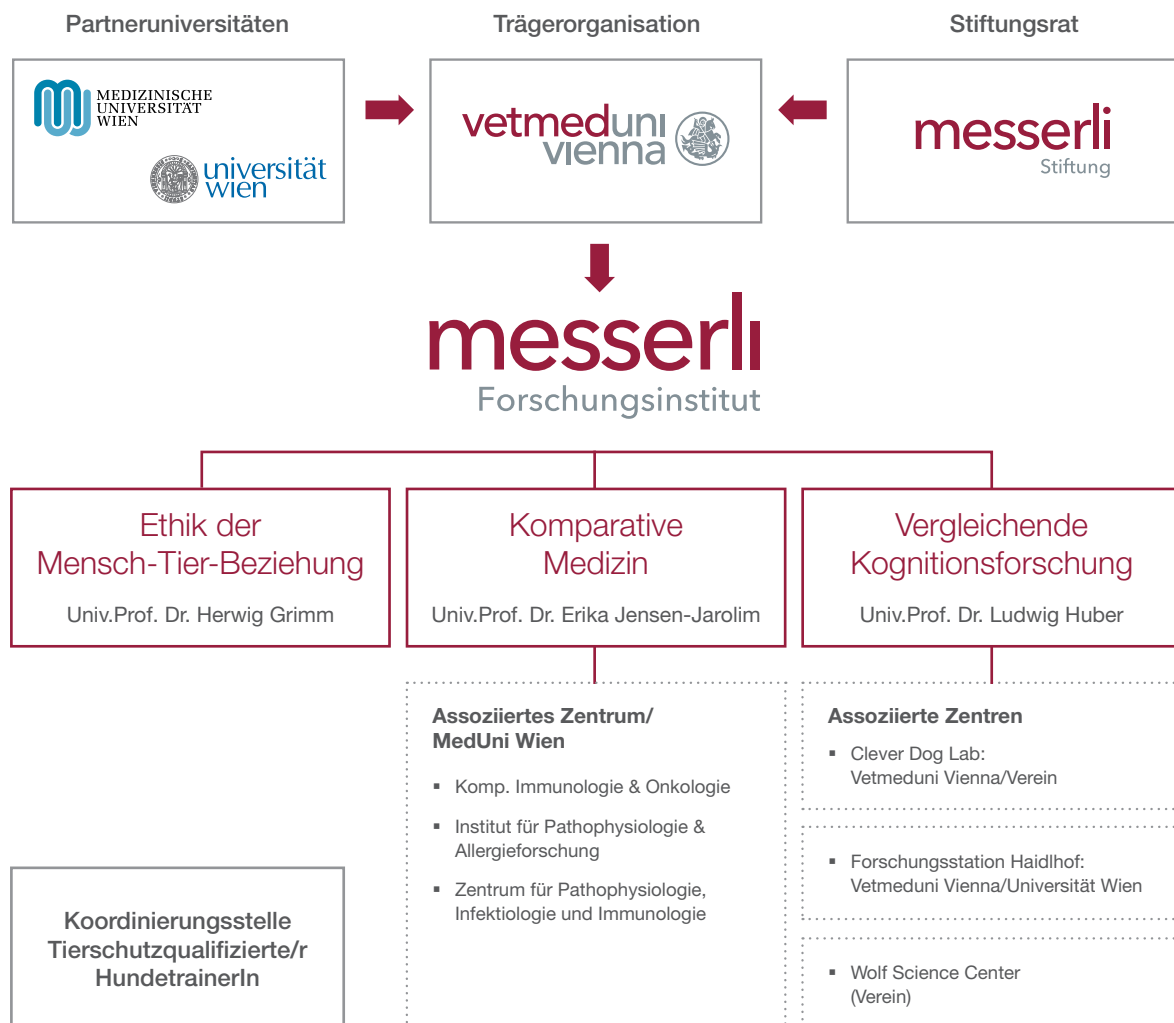 Partneruniversitäten
Trägerorganisation
Stiftungsrat
MEDIZINISCHE
UNIVERSITÄT
WIEN
universität
wien
vetmeduni
vienna
messerli
Stiftung
messerli
Forschungsinstitut
Ethik der
Mensch-Tier-Beziehung
Univ.Prof. Dr. Herwig Grimm
Komparative
Medizin
Univ.Prof. Dr. Erika Jensen-Jarolim
Vergleichende
Kognitionsforschung
Univ.Prof. Dr. Ludwig Huber
Assoziiertes Zentrum/
MedUni Wien
▪ Komp. Immunologie & Onkologie
▪ Institut für Pathophysiologie &
Allergieforschung
▪ Zentrum für Pathophysiologie,
Infektiologie und Immunologie
Assoziierte Zentren
▪ Clever Dog Lab:
Vetmeduni Vienna/Verein
▪ Forschungsstation Haidlhof:
Vetmeduni Vienna/Universität Wien
▪ Wolf Science Center
(Verein)
Koordinierungsstelle
Tierschutzqualifizierte/r
HundetrainerIn